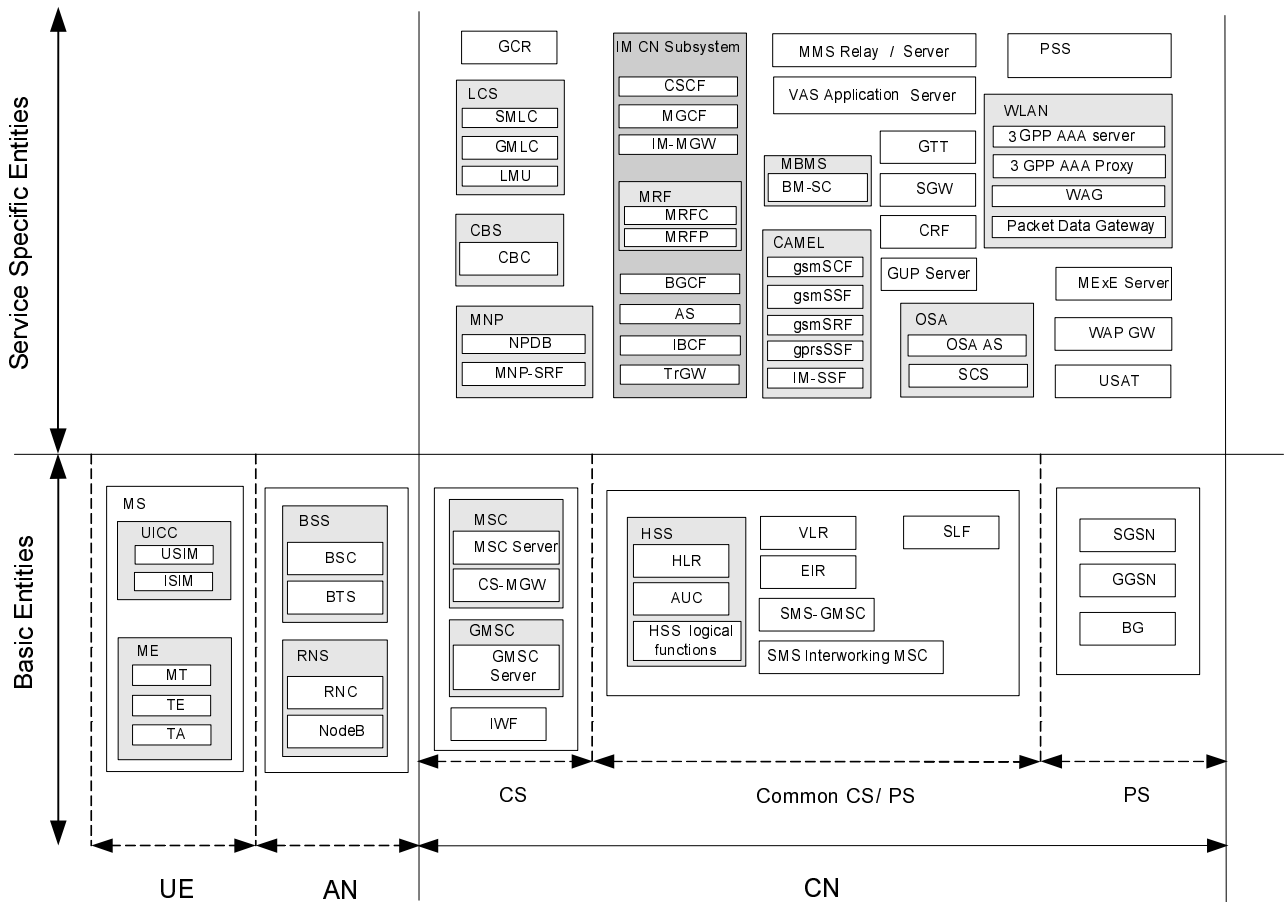 Service Specific Entities
GCR
LCS
SMLC
GMLC
LMU
CBS
CBC
MNP
NPDB
MNP-SRF
IM CN Subsystem
CSCF
MGCF
IM-MGW
MRF
MRFC
MRFP
BGCF
AS
IBCF
TrGW
MMS Relay / Server
VAS Application Server
MBMS
BM-SC
CAMEL
gsmSCF
gsmSSF
gsmSRF
gprsSSF
IM-SSF
GTT
SGW
CRF
GUP Server
OSA
OSA AS
SCS
PSS
WLAN
3 GPP AAA server
3 GPP AAA Proxy
WAG
Packet Data Gateway
MExE Server
WAP GW
USAT
Basic Entities
MS
UICC
USIM
ISIM
ME
MT
TE
TA
BSS
BSC
BTS
RNS
RNC
NodeB
MSC
MSC Server
CS-MGW
GMSC
GMSC
Server
IWF
HSS
HLR
AUC
HSS logical
functions
VLR
EIR
SMS-GMSC
SMS Interworking MSC
SLF
SGSN
GGSN
BG
CS
Common CS/ PS
PS
UE
AN
CN